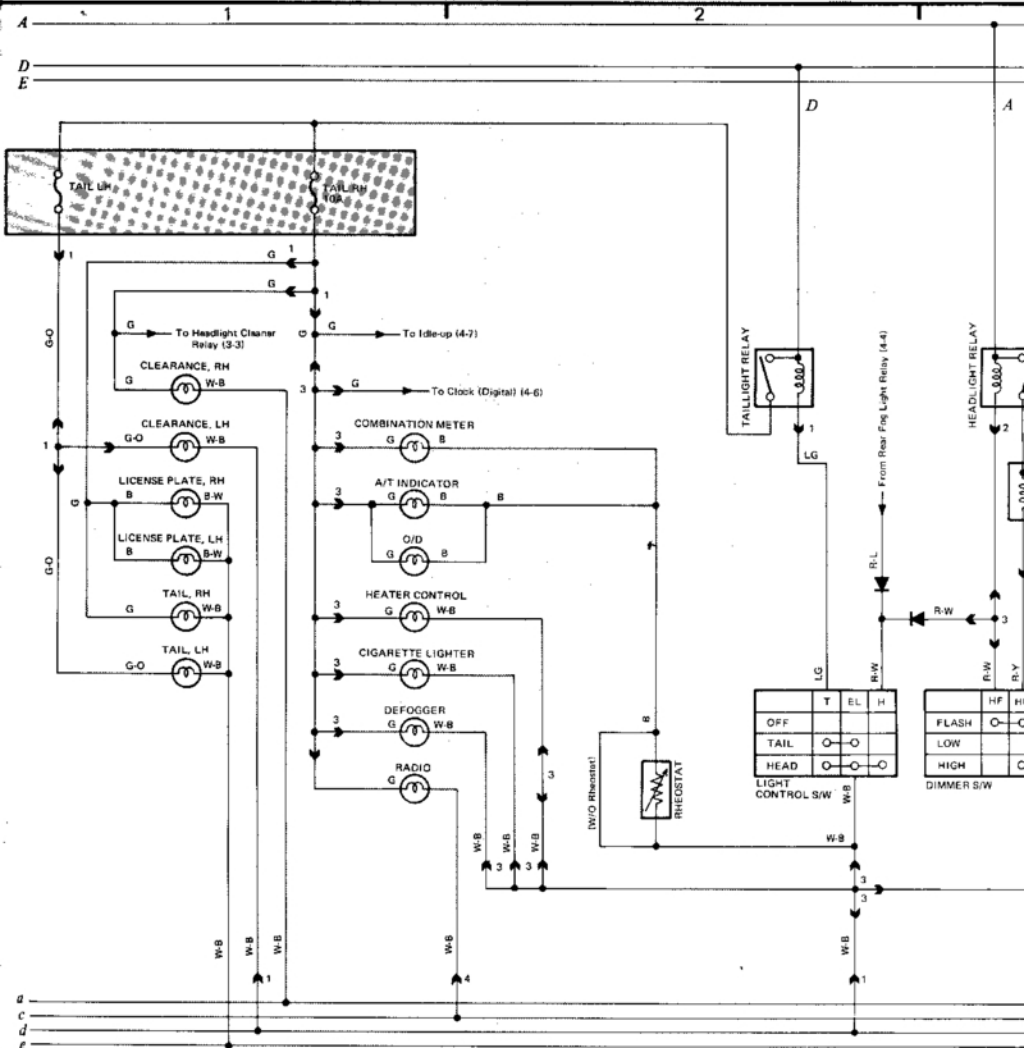 1 2
A
D
E
D A
TAIL LH
TAIL RH
10A
1
G 1
G 1
G-O
G To Headlight Cleaner
Relay (3-3)
G G To Idle-up (4-7)
CLEARANCE, RH
G W-B
3 G To Clock (Digital) (4-6)
CLEARANCE, LH
1 G-O W-B
COMBINATION METER
3 G B
LICENSE PLATE, RH
G B B-W
A/T INDICATOR
3 G B B
LICENSE PLATE, LH
B B-W
O/D
G B
G-O
TAIL, RH
G W-B
HEATER CONTROL
3 G W-B
TAIL, LH
G-O W-B
CIGARETTE LIGHTER
3 G W-B
DEFOGGER
3 G W-B
RADIO
G
TAILLIGHT RELAY
1
LG
From Rear Fog Light Relay (4-4)
HEADLIGHT RELAY
2
R-L
R-W
3
LG R-W R-W R-Y
T EL H
OFF
TAIL
HEAD
LIGHT
CONTROL S/W
HF
FLASH
LOW
HIGH
DIMMER S/W
B
(W/O Rheostat)
RHEOSTAT
3
W-B
W-B
W-B W-B W-B
3 3
3
3
W-B W-B W-B W-B W-B
1 4 1
a
c
d
e